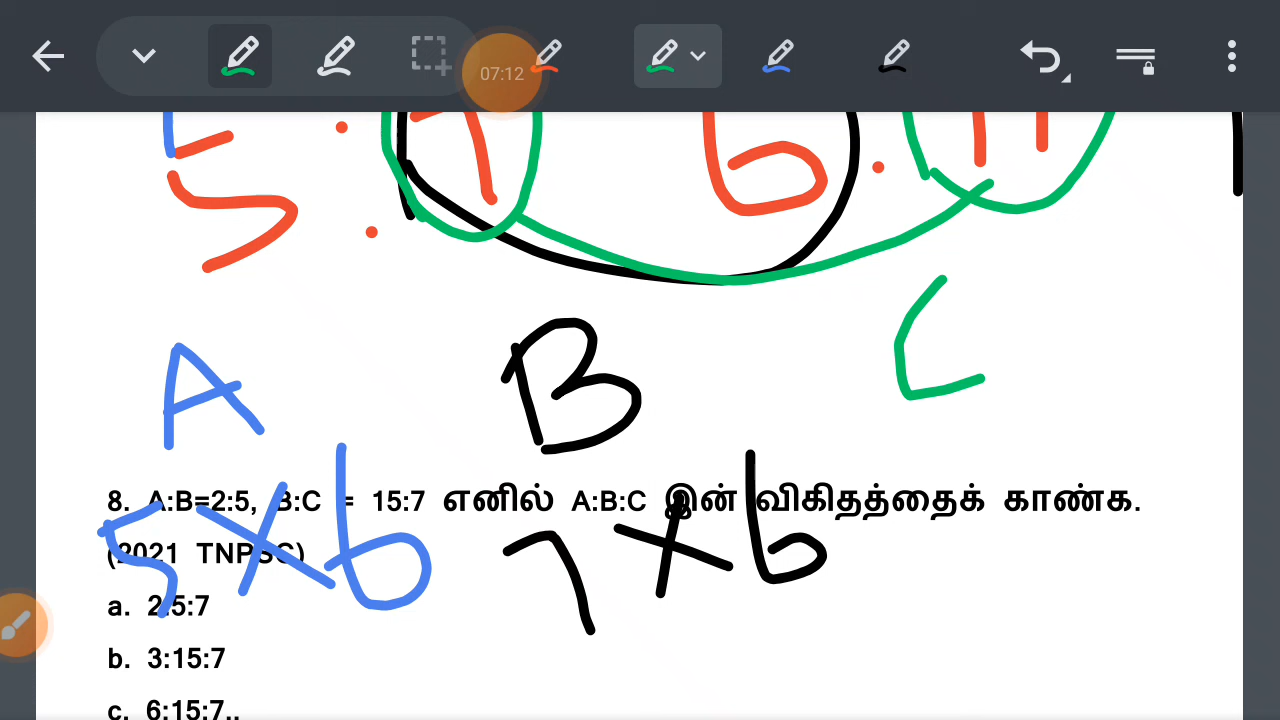 07:12
5 : 7 6 : 11
5 :
A B C
8. A:B=2:5, B:C = 15:7 எனில் A:B:C இன் விகிதத்தைக் காண்க.
(2021 TNPSC)
5 × 6 7 × 6
a. 2:5:7
b. 3:15:7
c. 6:15:7..